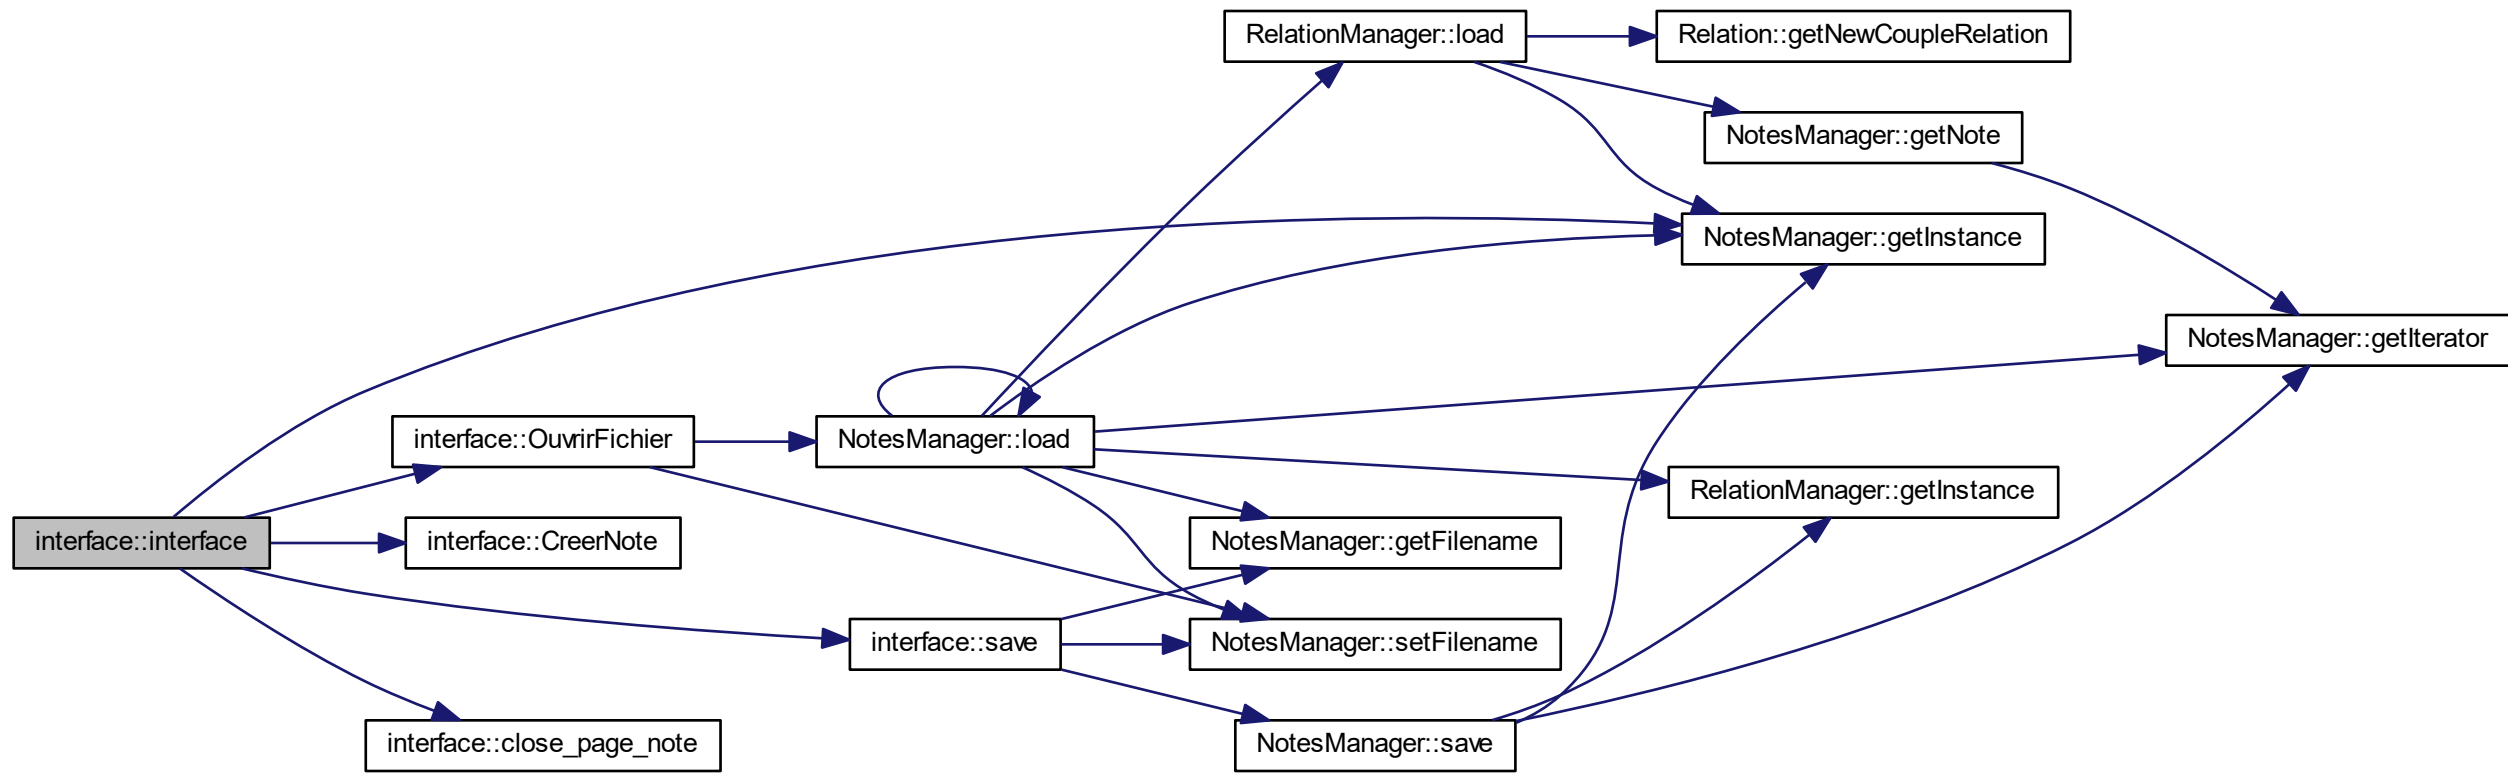 RelationManager::load
Relation::getNewCoupleRelation
NotesManager::getNote
NotesManager::getInstance
NotesManager::getIterator
interface::OuvrirFichier
NotesManager::load
RelationManager::getInstance
interface::interface
interface::CreerNote
NotesManager::getFilename
interface::save
NotesManager::setFilename
interface::close_page_note
NotesManager::save